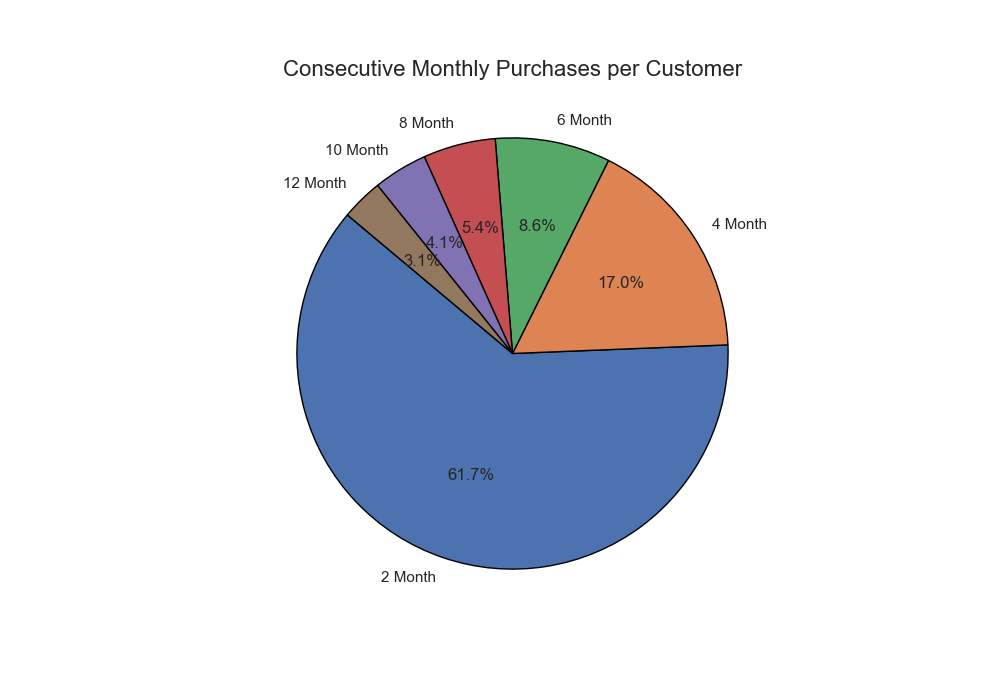 Consecutive Monthly Purchases per Customer
6 Month
8 Month
10 Month
12 Month
4 Month
8.6%
5.4%
4.1%
3.1%
17.0%
61.7%
2 Month